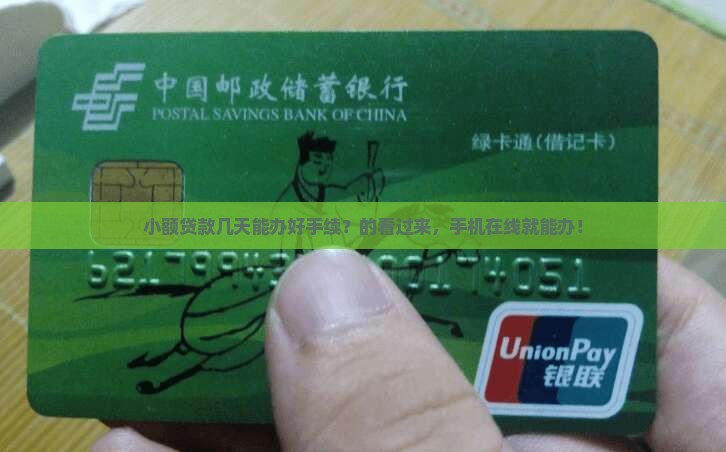 中国邮政储蓄银行
POSTAL SAVINGS BANK OF CHINA
绿卡通(借记卡)
小额贷款几天能办好手续？的看过来，手机在线就能办！
UnionPay
银联